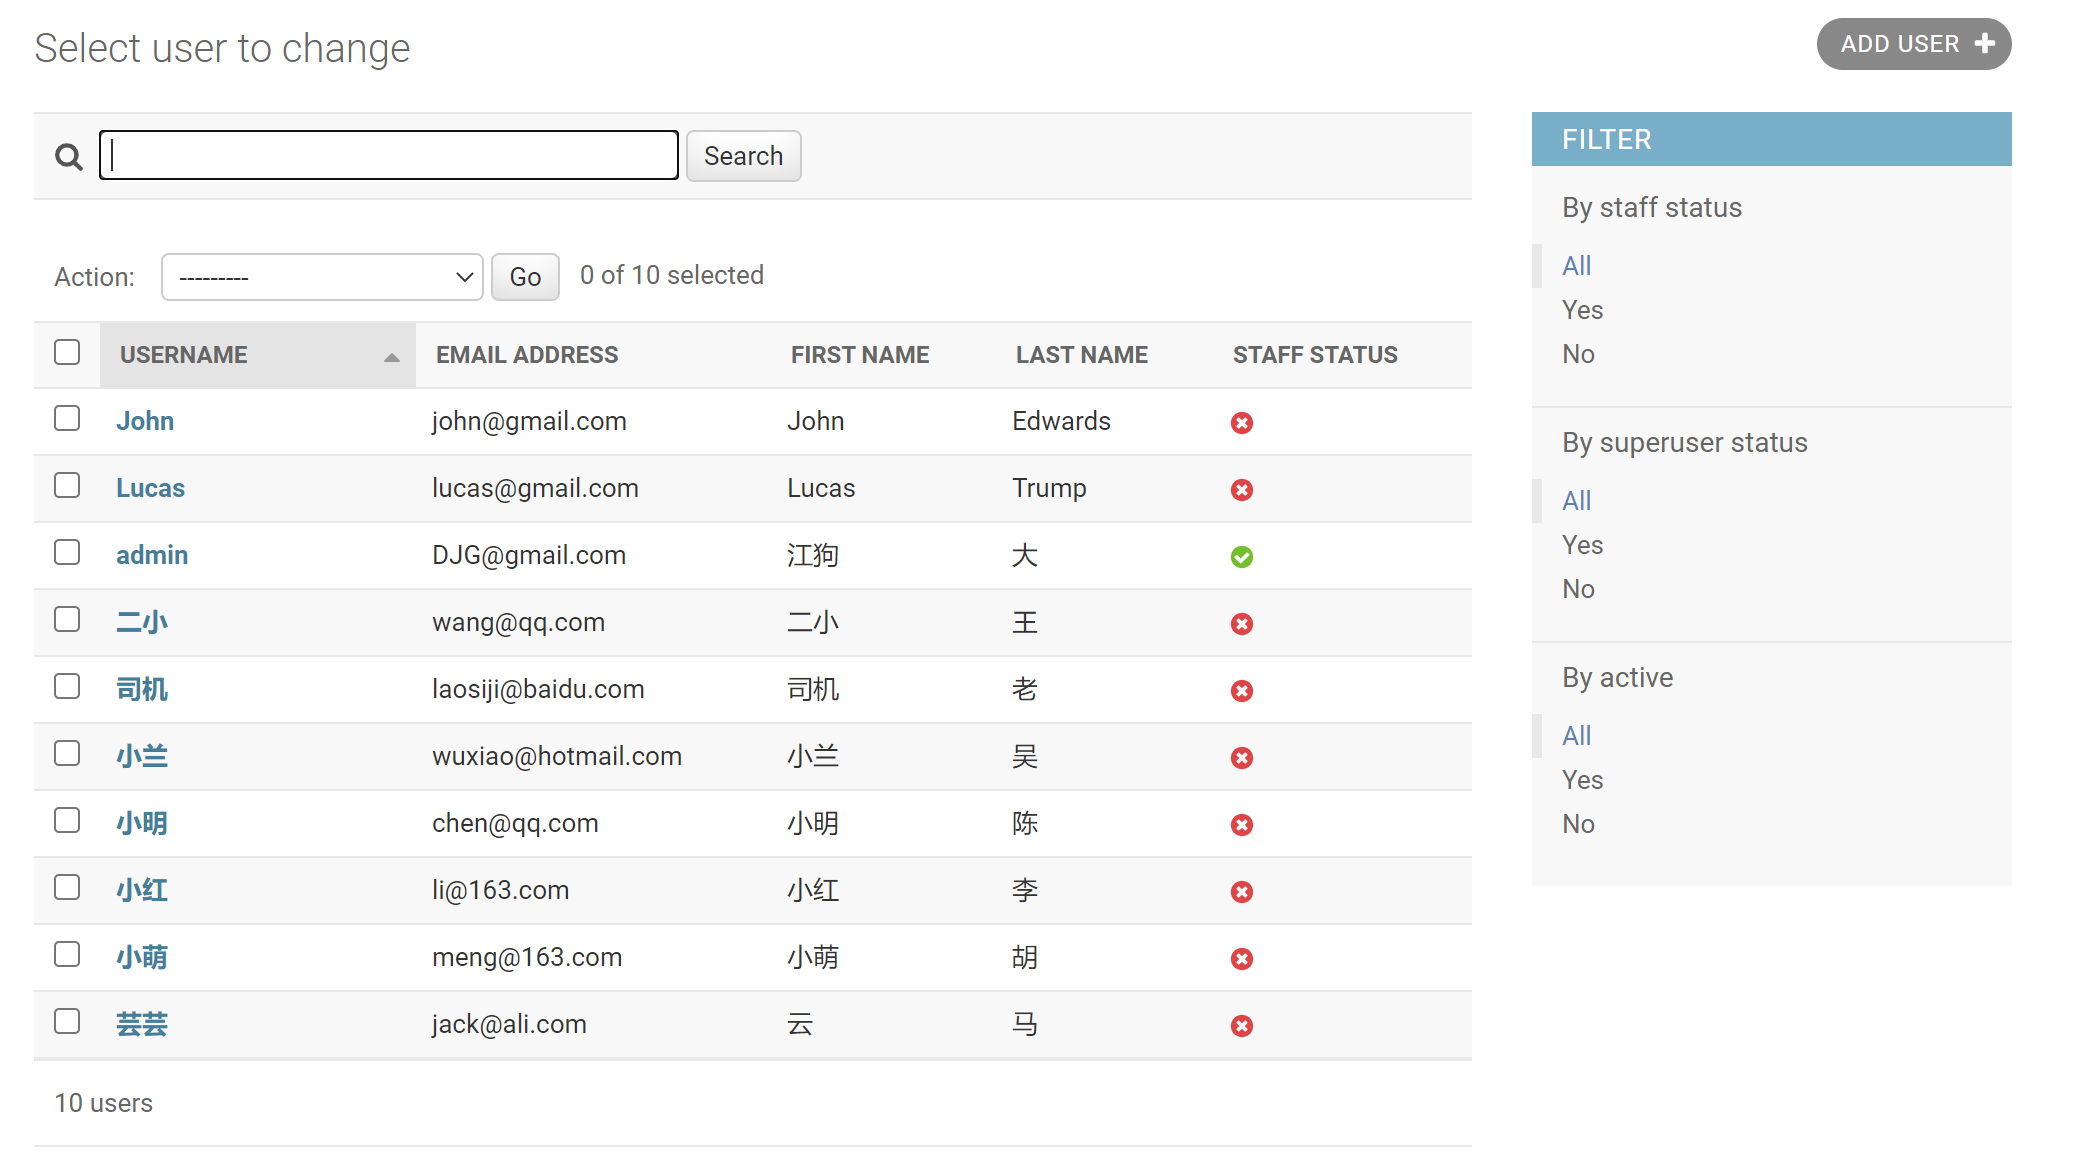 Select user to change
ADD USER
Search
Action: --------- Go 0 of 10 selected
USERNAME EMAIL ADDRESS FIRST NAME LAST NAME STAFF STATUS
John john@gmail.com John Edwards
Lucas lucas@gmail.com Lucas Trump
admin DJG@gmail.com 江狗 大
二小 wang@qq.com 二小 王
司机 laosiji@baidu.com 司机 老
小兰 wuxiao@hotmail.com 小兰 吴
小明 chen@qq.com 小明 陈
小红 li@163.com 小红 李
小萌 meng@163.com 小萌 胡
芸芸 jack@ali.com 云 马
10 users
FILTER
By staff status
All
Yes
No
By superuser status
All
Yes
No
By active
All
Yes
No